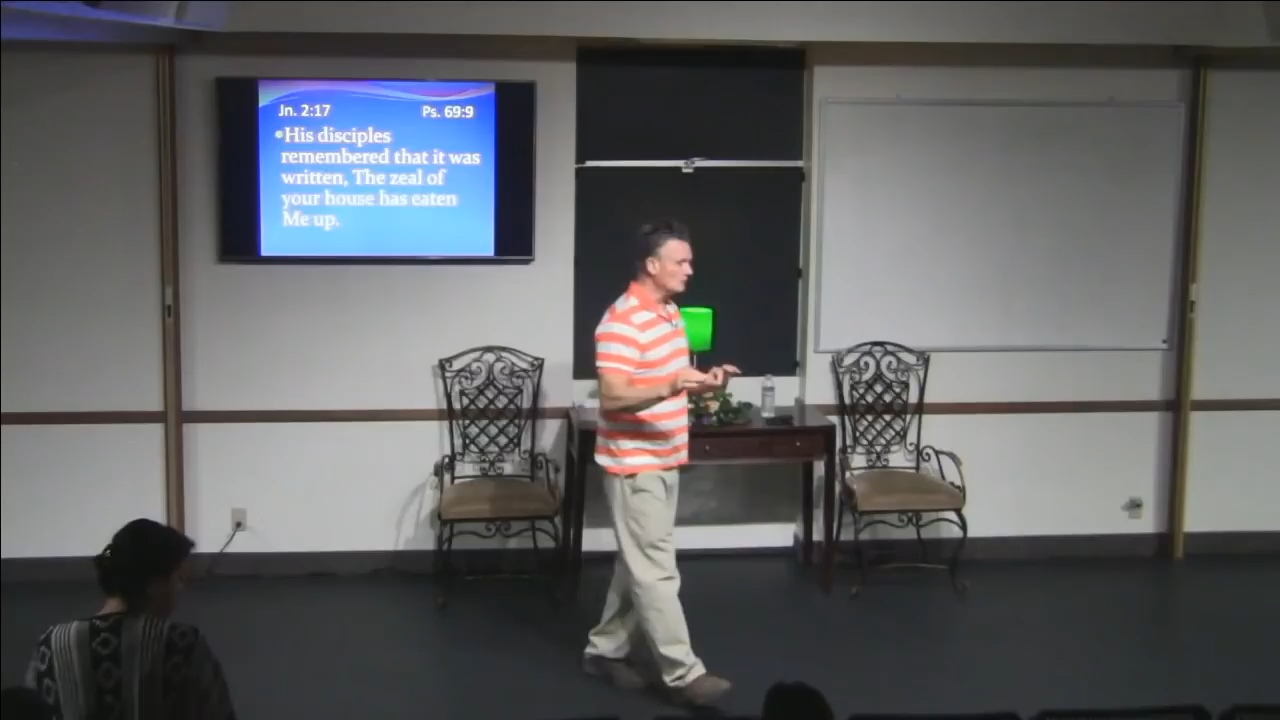 Jn. 2:17 Ps. 69:9
•His disciples
remembered that it was
written, The zeal of
your house has eaten
Me up.